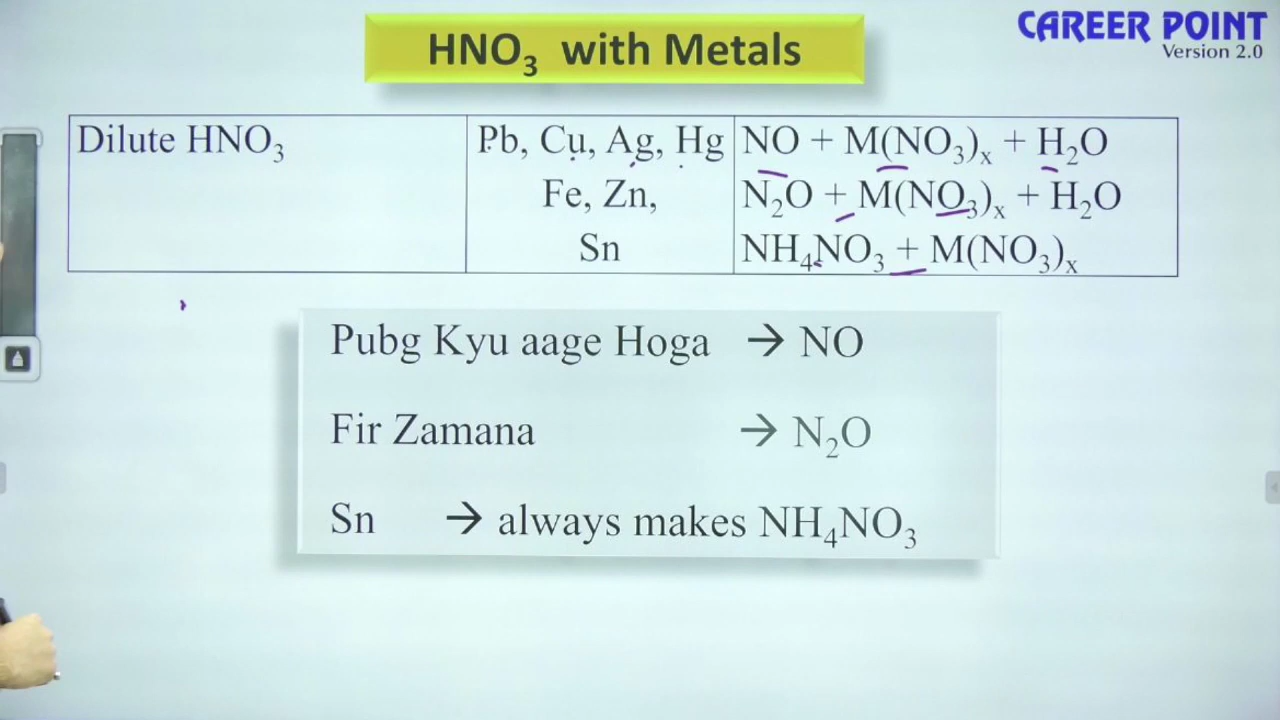 HNO₃ with Metals
CAREER POINT
Version 2.0
Dilute HNO₃
Pb, Cu, Ag, Hg
NO + M(NO₃)ₓ + H₂O
Fe, Zn,
N₂O + M(NO₃)ₓ + H₂O
Sn
NH₄NO₃ + M(NO₃)ₓ
Pubg Kyu aage Hoga → NO
Fir Zamana → N₂O
Sn → always makes NH₄NO₃